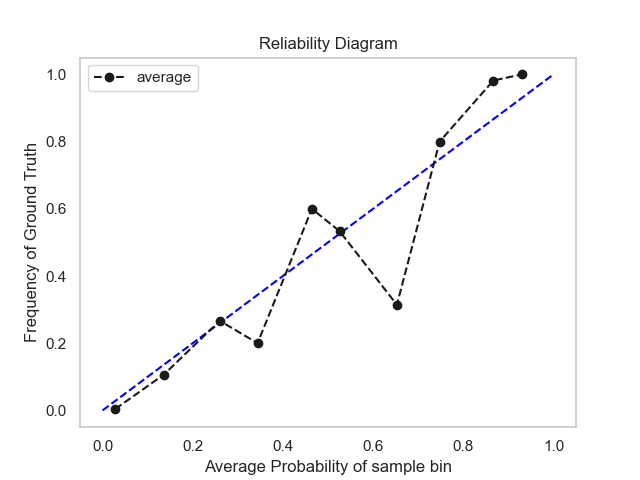 Reliability Diagram
average
Frequency of Ground Truth
1.0
0.8
0.6
0.4
0.2
0.0
0.0 0.2 0.4 0.6 0.8 1.0
Average Probability of sample bin